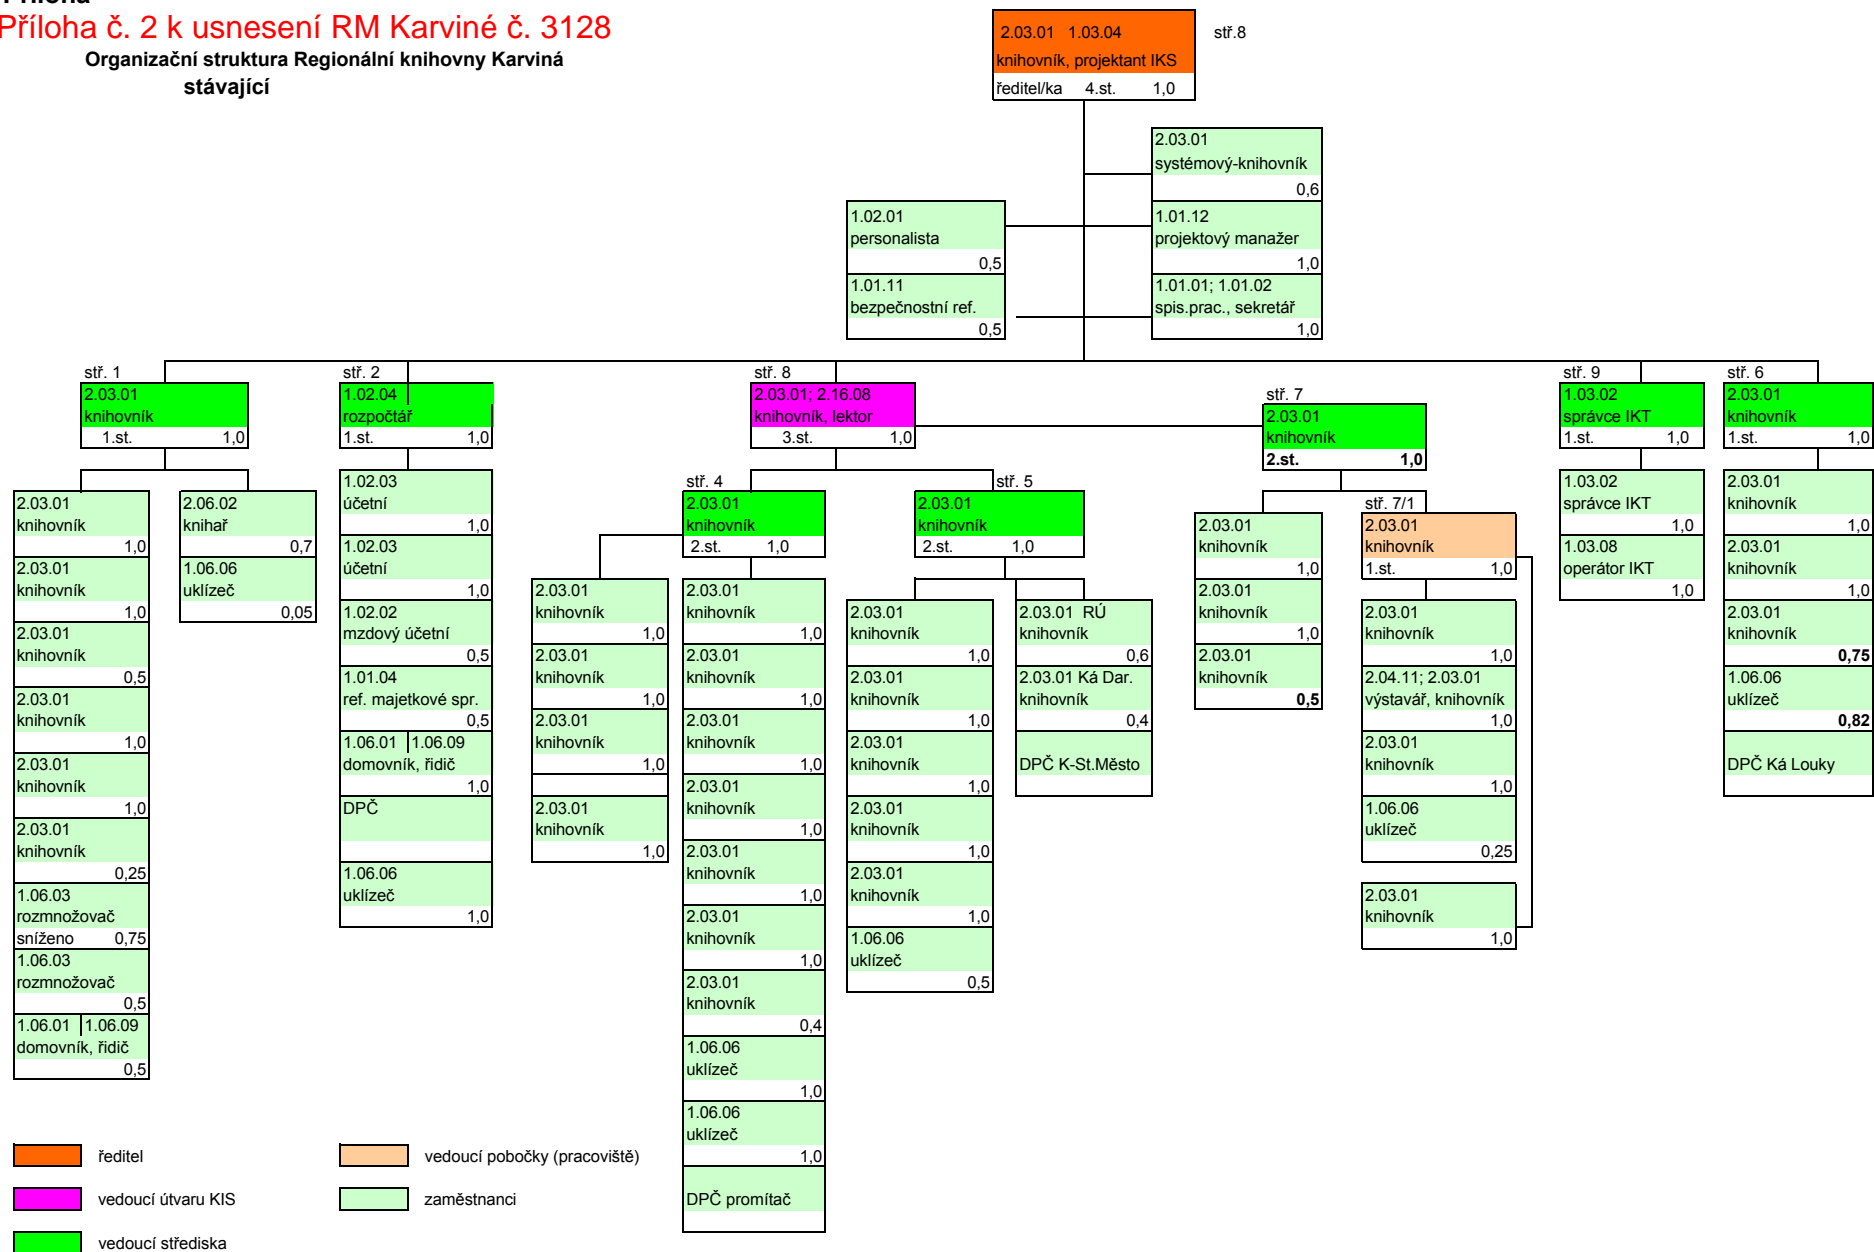 Příloha č. 2 k usnesení RM Karviné č. 3128
Organizační struktura Regionální knihovny Karviná
stávající
2.03.01 1.03.04
stř.8
knihovník, projektant IKS
ředitel/ka 4.st. 1,0
2.03.01
systémový-knihovník
0,6
1.02.01
personalista
0,5
1.01.12
projektový manažer
1,0
1.01.11
bezpečnostní ref.
0,5
1.01.01; 1.01.02
spis.prac., sekretář
1,0
stř. 1
2.03.01
knihovník
1.st. 1,0
2.03.01
knihovník
1,0
2.03.01
knihovník
1,0
2.03.01
knihovník
0,5
2.03.01
knihovník
1,0
2.03.01
knihovník
1,0
2.03.01
knihovník
0,25
1.06.03
rozmnožovač
sníženo 0,75
1.06.03
rozmnožovač
0,5
1.06.01 1.06.09
domovník, řidič
0,5
2.06.02
knihař
0,7
1.06.06
uklízeč
0,05
stř. 2
1.02.04
rozpočtář
1.st. 1,0
1.02.03
účetní
1,0
1.02.03
účetní
1,0
1.02.02
mzdový účetní
0,5
1.01.04
ref. majetkové spr.
0,5
1.06.01 1.06.09
domovník, řidič
1,0
DPČ
1.06.06
uklízeč
1,0
stř. 8
2.03.01; 2.16.08
knihovník, lektor
3.st. 1,0
stř. 4
2.03.01
knihovník
2.st. 1,0
2.03.01
knihovník
1,0
2.03.01
knihovník
1,0
2.03.01
knihovník
1,0
2.03.01
knihovník
1,0
2.03.01
knihovník
1,0
2.03.01
knihovník
1,0
2.03.01
knihovník
1,0
2.03.01
knihovník
1,0
2.03.01
knihovník
1,0
2.03.01
knihovník
1,0
2.03.01
knihovník
0,4
1.06.06
uklízeč
1,0
1.06.06
uklízeč
1,0
DPČ promítač
stř. 5
2.03.01
knihovník
2.st. 1,0
2.03.01
knihovník
1,0
2.03.01
knihovník
1,0
2.03.01
knihovník
1,0
2.03.01
knihovník
1,0
2.03.01
knihovník
1,0
1.06.06
uklízeč
0,5
2.03.01 RÚ
knihovník
0,6
2.03.01 Ká Dar.
knihovník
0,4
DPČ K-St.Město
stř. 7
2.03.01
knihovník
2.st. 1,0
2.03.01
knihovník
1,0
2.03.01
knihovník
1,0
2.03.01
knihovník
0,5
stř. 7/1
2.03.01
knihovník
1.st. 1,0
2.03.01
knihovník
1,0
2.04.11; 2.03.01
výstavář, knihovník
1,0
2.03.01
knihovník
1,0
1.06.06
uklízeč
0,25
2.03.01
knihovník
1,0
stř. 9
1.03.02
správce IKT
1.st. 1,0
1.03.02
správce IKT
1,0
1.03.08
operátor IKT
1,0
stř. 6
2.03.01
knihovník
1.st. 1,0
2.03.01
knihovník
1,0
2.03.01
knihovník
1,0
2.03.01
knihovník
0,75
1.06.06
uklízeč
0,82
DPČ Ká Louky
ředitel
vedoucí pobočky (pracoviště)
vedoucí útvaru KIS
zaměstnanci
vedoucí střediska